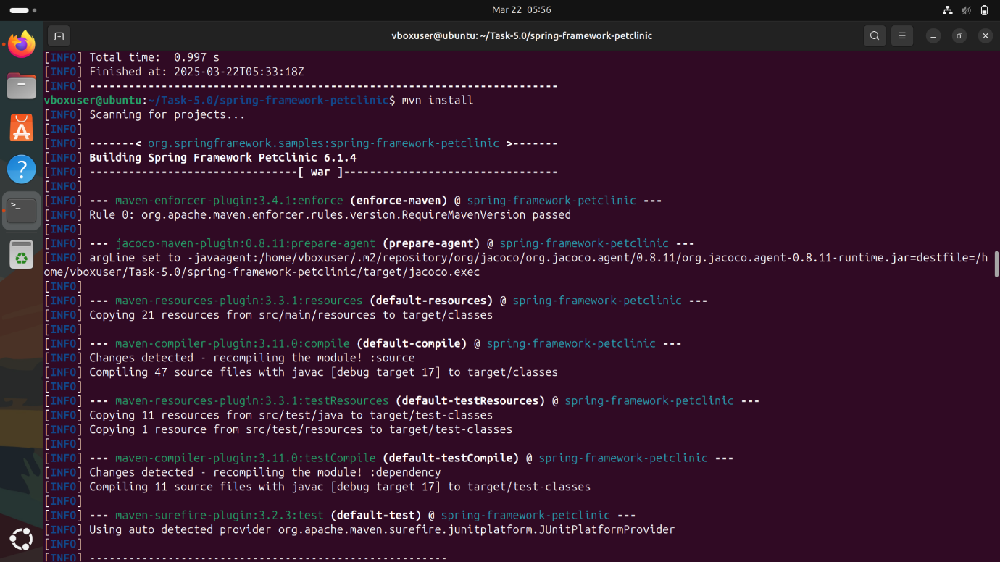 Mar 22 05:56
vboxuser@ubuntu: ~/Task-5.0/spring-framework-petclinic
[INFO] Total time:  0.997 s
[INFO] Finished at: 2025-03-22T05:33:18Z
[INFO] ------------------------------------------------------------------------
vboxuser@ubuntu:~/Task-5.0/spring-framework-petclinic$ mvn install
[INFO] Scanning for projects...
[INFO]
[INFO] -------< org.springframework.samples:spring-framework-petclinic >-------
[INFO] Building Spring Framework Petclinic 6.1.4
[INFO] --------------------------------[ war ]---------------------------------
[INFO]
[INFO] --- maven-enforcer-plugin:3.4.1:enforce (enforce-maven) @ spring-framework-petclinic ---
[INFO] Rule 0: org.apache.maven.enforcer.rules.version.RequireMavenVersion passed
[INFO]
[INFO] --- jacoco-maven-plugin:0.8.11:prepare-agent (prepare-agent) @ spring-framework-petclinic ---
[INFO] argLine set to -javaagent:/home/vboxuser/.m2/repository/org/jacoco/org.jacoco.agent/0.8.11/org.jacoco.agent-0.8.11-runtime.jar=destfile=/h
ome/vboxuser/Task-5.0/spring-framework-petclinic/target/jacoco.exec
[INFO]
[INFO] --- maven-resources-plugin:3.3.1:resources (default-resources) @ spring-framework-petclinic ---
[INFO] Copying 21 resources from src/main/resources to target/classes
[INFO]
[INFO] --- maven-compiler-plugin:3.11.0:compile (default-compile) @ spring-framework-petclinic ---
[INFO] Changes detected - recompiling the module! :source
[INFO] Compiling 47 source files with javac [debug target 17] to target/classes
[INFO]
[INFO] --- maven-resources-plugin:3.3.1:testResources (default-testResources) @ spring-framework-petclinic ---
[INFO] Copying 11 resources from src/test/java to target/test-classes
[INFO] Copying 1 resource from src/test/resources to target/test-classes
[INFO]
[INFO] --- maven-compiler-plugin:3.11.0:testCompile (default-testCompile) @ spring-framework-petclinic ---
[INFO] Changes detected - recompiling the module! :dependency
[INFO] Compiling 11 source files with javac [debug target 17] to target/test-classes
[INFO]
[INFO] --- maven-surefire-plugin:3.2.3:test (default-test) @ spring-framework-petclinic ---
[INFO] Using auto detected provider org.apache.maven.surefire.junitplatform.JUnitPlatformProvider
[INFO]
[INFO] -------------------------------------------------------